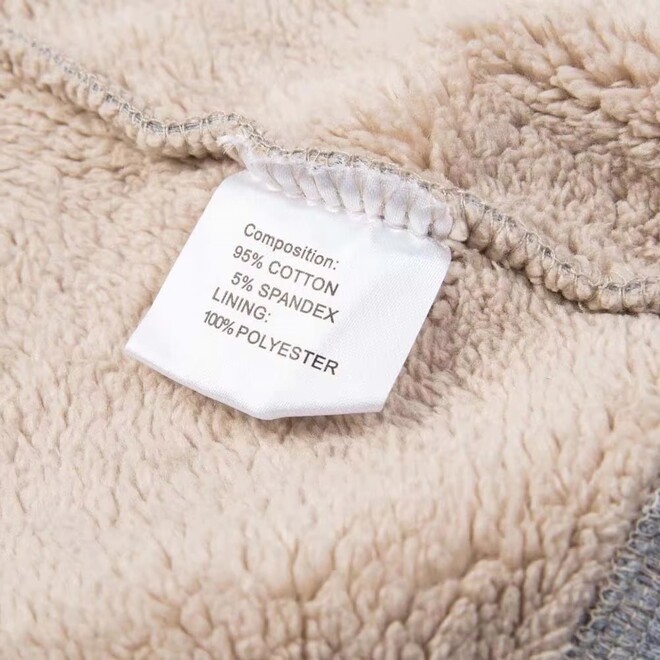 Composition:
95% COTTON
5% SPANDEX
LINING:
100% POLYESTER